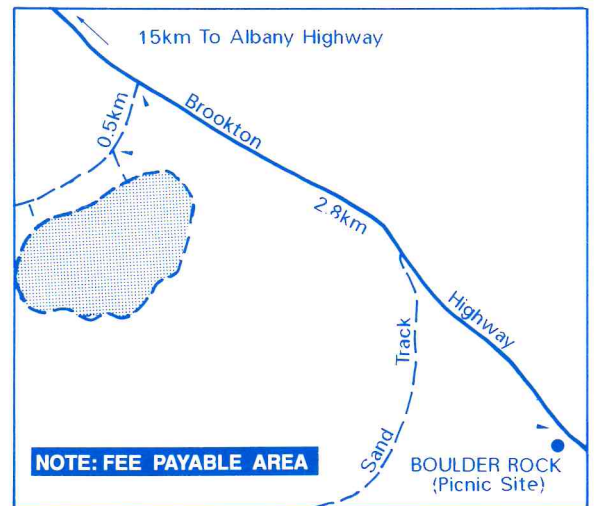 15km To Albany Highway
0.5km
Brookton
2.8km
Highway
Track
Sand
NOTE: FEE PAYABLE AREA
BOULDER ROCK
(Picnic Site)